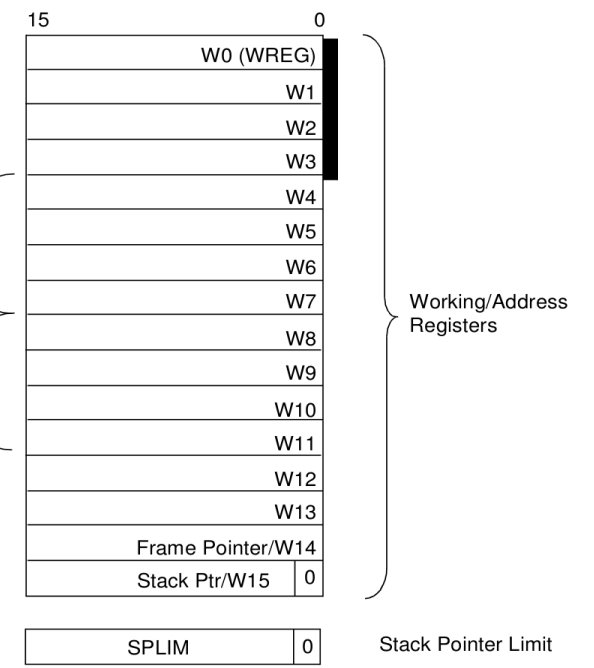 15 0
W0 (WREG)
W1
W2
W3
W4
W5
W6
W7
W8
W9
W10
W11
W12
W13
Frame Pointer/W14
Stack Ptr/W15 0
Working/Address
Registers
SPLIM 0
Stack Pointer Limit